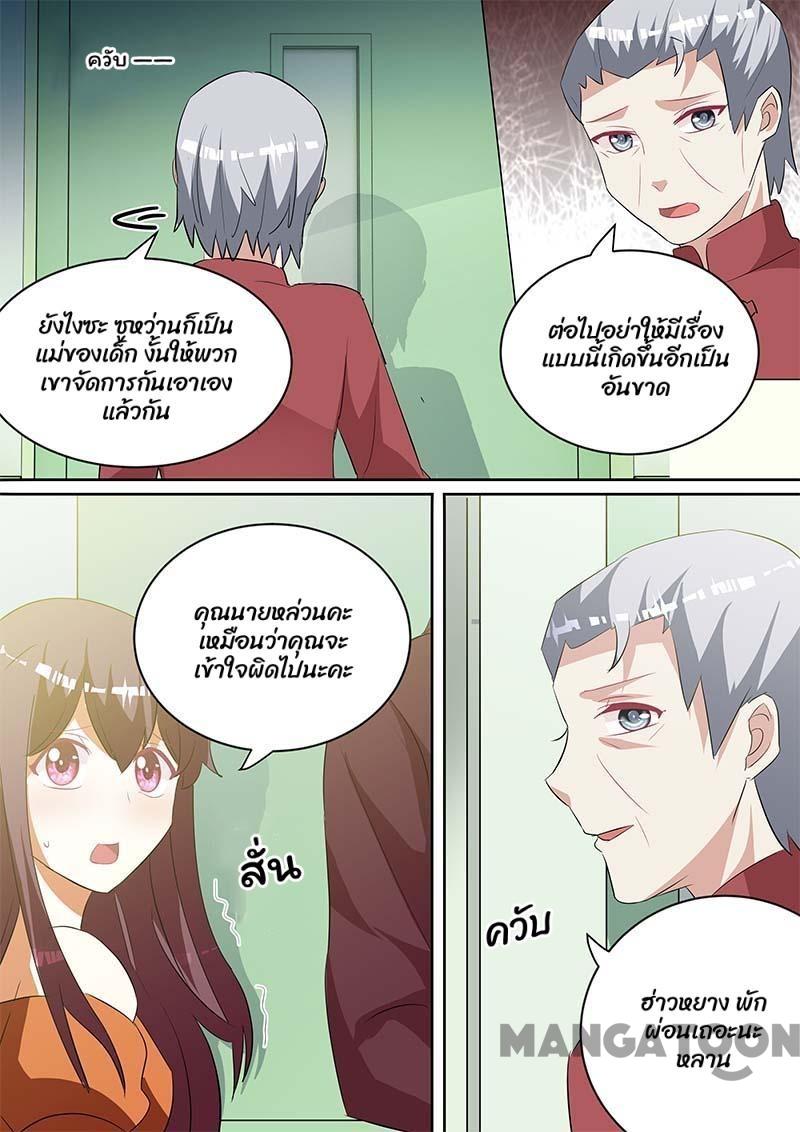 ควับ ——
ยังไงซะ ซูหว่านก็เป็น
แม่ของเด็ก งั้นให้พวก
เขาจัดการกันเอาเอง
แล้วกัน
ต่อไปอย่าให้มีเรื่อง
แบบนี้เกิดขึ้นอีกเป็น
อันขาด
คุณนายหล่วนคะ
เหมือนว่าคุณจะ
เข้าใจผิดไปนะคะ
สั่น
ควับ
ฮ่าวหยาง พัก
ผ่อนเถอะนะ
หลาน
MANGATOON